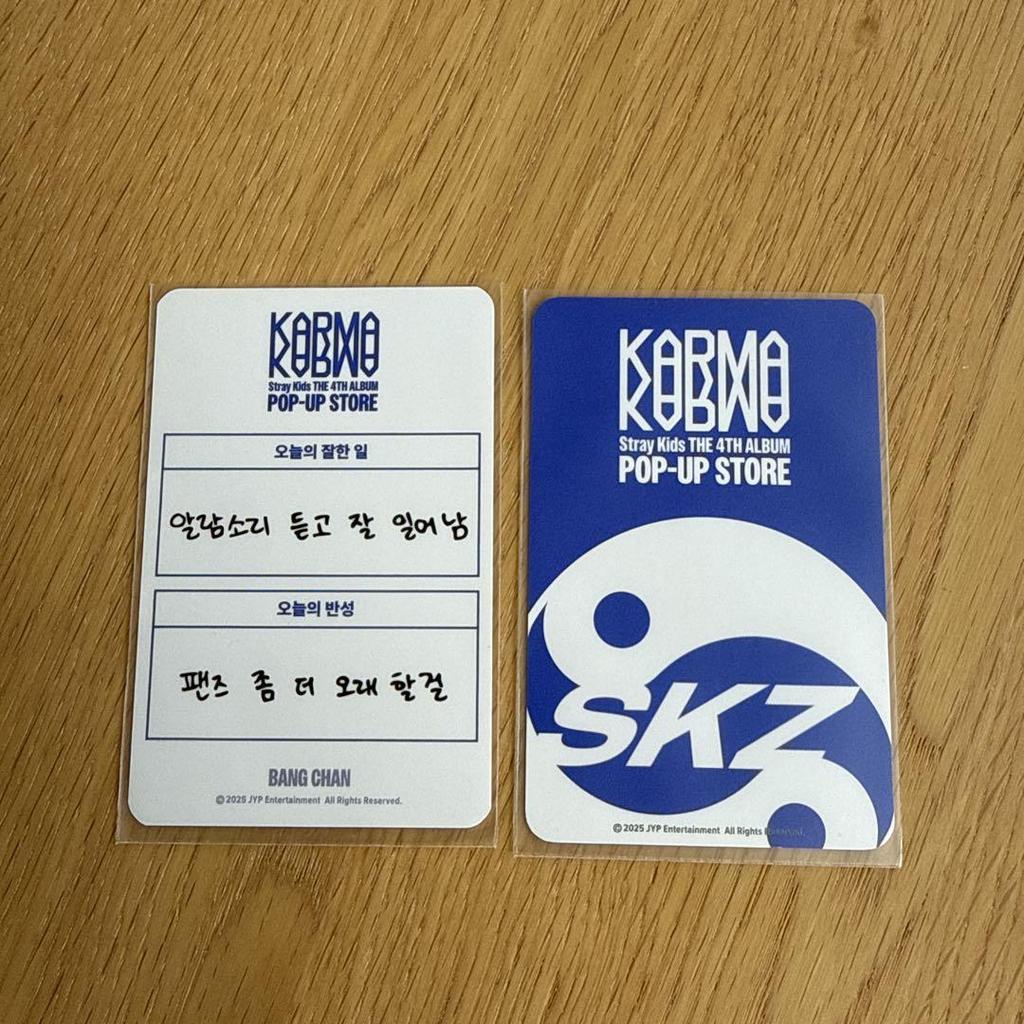 KARMA
Stray Kids THE 4TH ALBUM
POP-UP STORE
오늘의 잘한 일
알람소리 듣고 잘 일어남
오늘의 반성
팬즈 좀 더 오래 할걸
BANG CHAN
© 2025 JYP Entertainment All Rights Reserved.
KARMA
Stray Kids THE 4TH ALBUM
POP-UP STORE
SKZ
© 2025 JYP Entertainment All Rights Reserved.